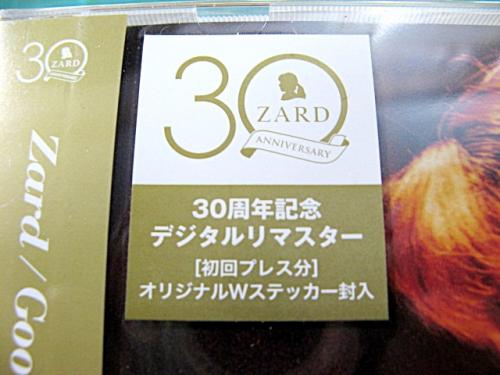 30
ZARD
ANNIVERSARY
Zard / Goo
30
ZARD
ANNIVERSARY
30周年記念
デジタルリマスター
[初回プレス分]
オリジナルWステッカー封入